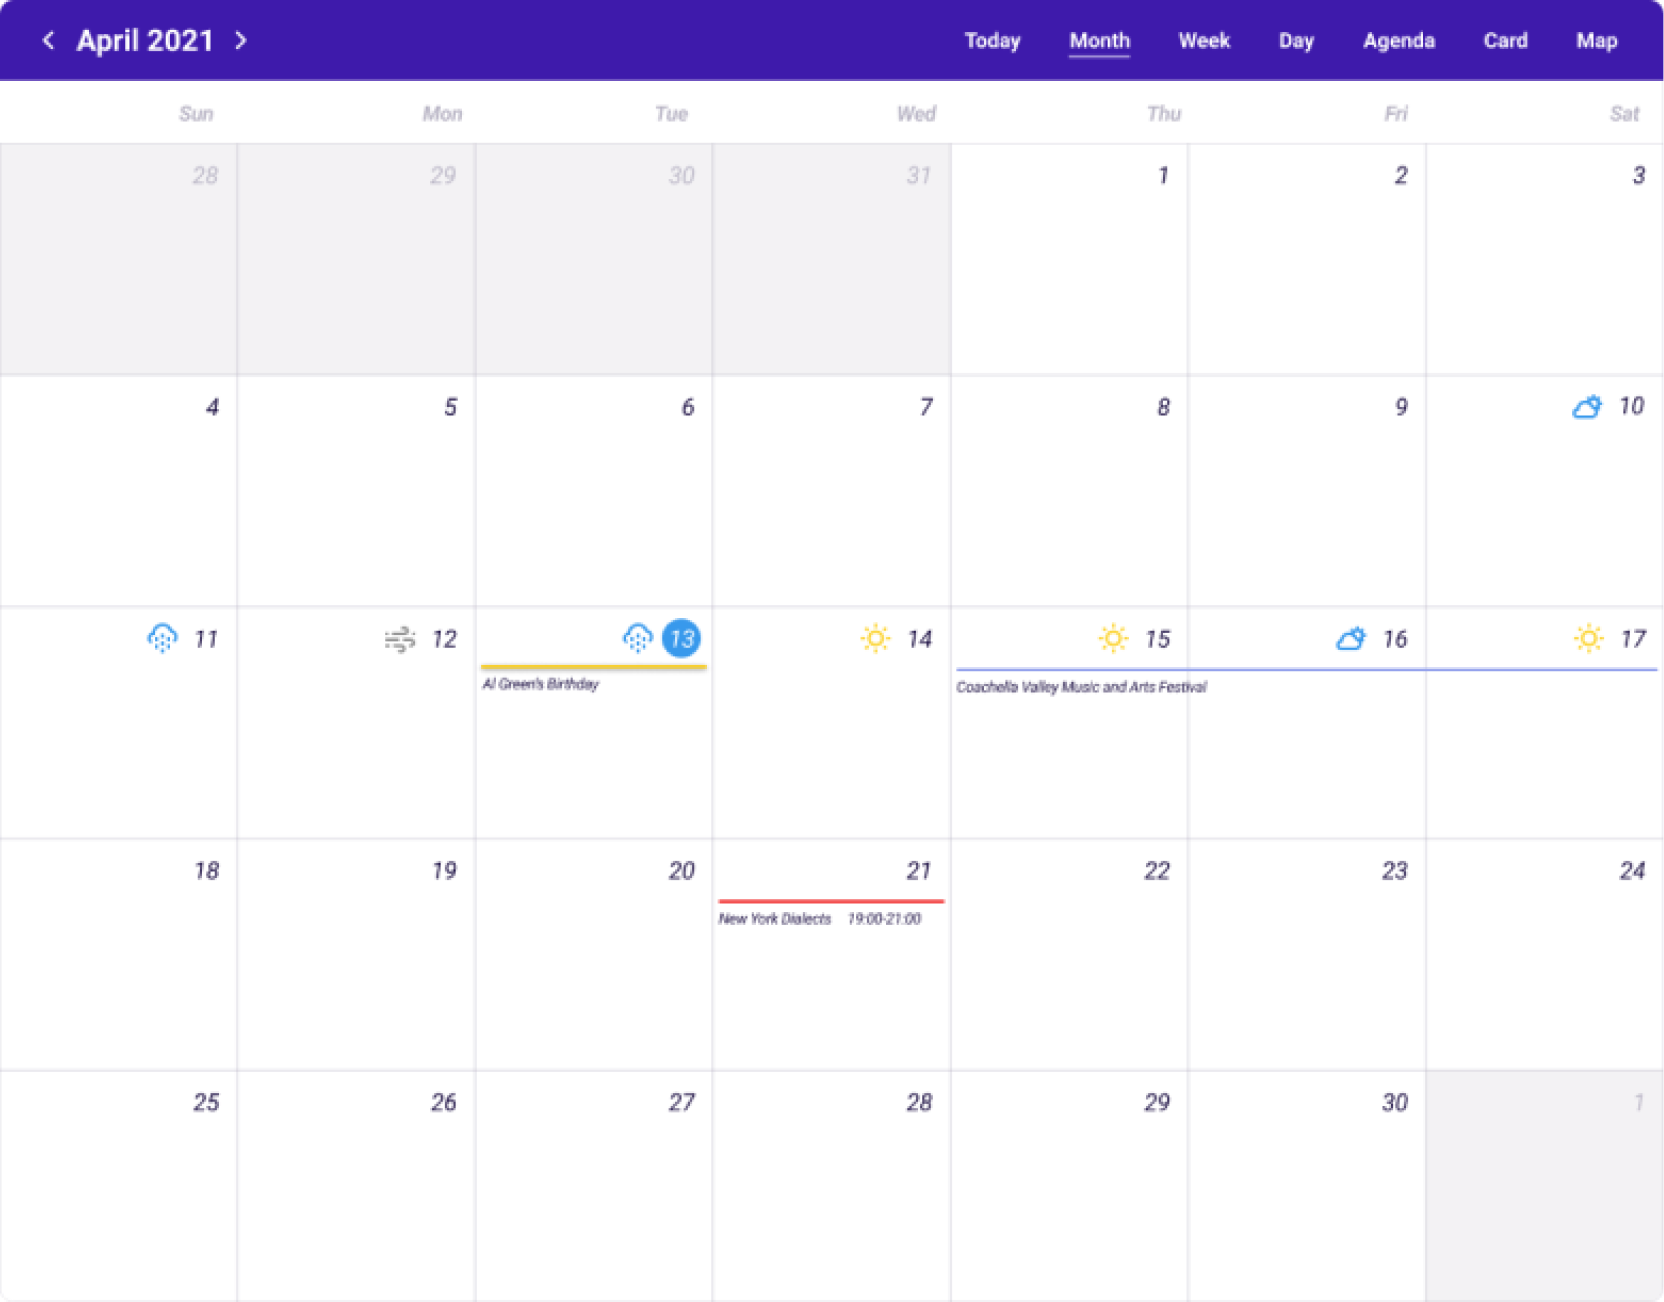 April 2021 Today Month Week Day Agenda Card Map
Sun Mon Tue Wed Thu Fri Sat
28 29 30 31 1 2 3
4 5 6 7 8 9 10
11 12 13 14 15 16 17
Al Green's Birthday Coachella Valley Music and Arts Festival
18 19 20 21 22 23 24
New York Dialects 19:00-21:00
25 26 27 28 29 30 1